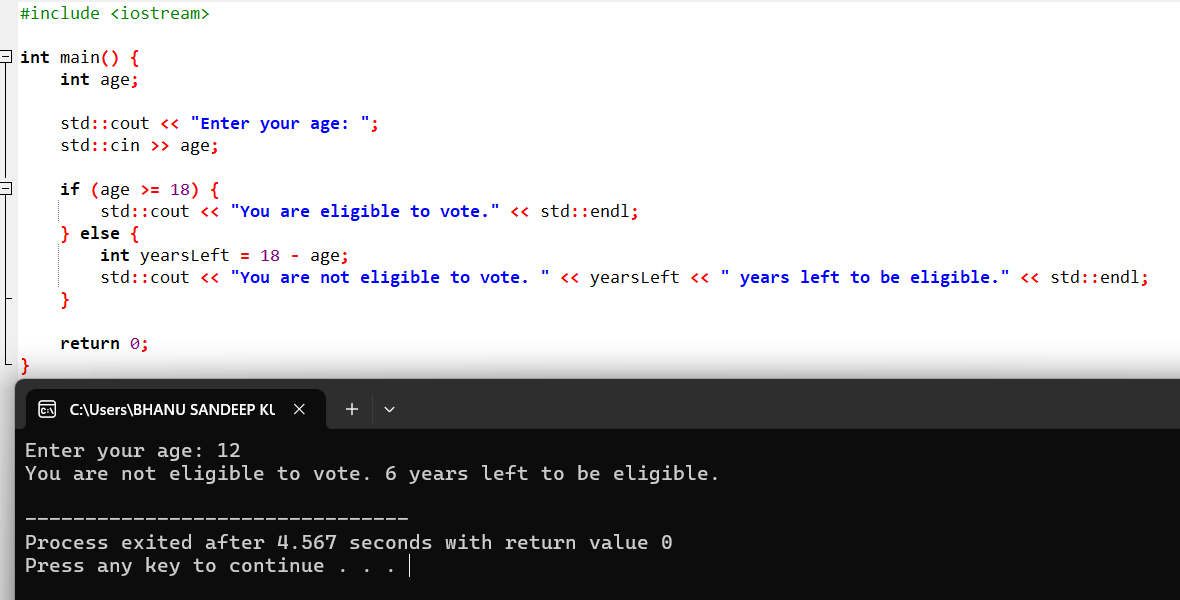 #include <iostream>
int main() {
int age;
std::cout << "Enter your age: ";
std::cin >> age;
if (age >= 18) {
std::cout << "You are eligible to vote." << std::endl;
} else {
int yearsLeft = 18 - age;
std::cout << "You are not eligible to vote. " << yearsLeft << " years left to be eligible." << std::endl;
}
return 0;
}
C:\Users\BHANU SANDEEP
Enter your age: 12
You are not eligible to vote. 6 years left to be eligible.
--------------------------------
Process exited after 4.567 seconds with return value 0
Press any key to continue . . .